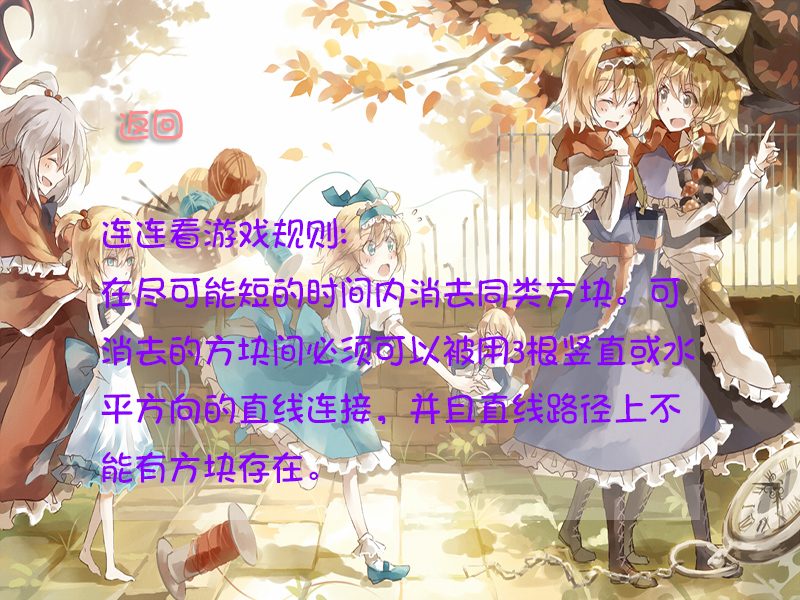 返回
连连看游戏规则:
在尽可能短的时间内消去同类方块。可
消去的方块间必须可以被用3根竖直或水
平方向的直线连接，并且直线路径上不
能有方块存在。